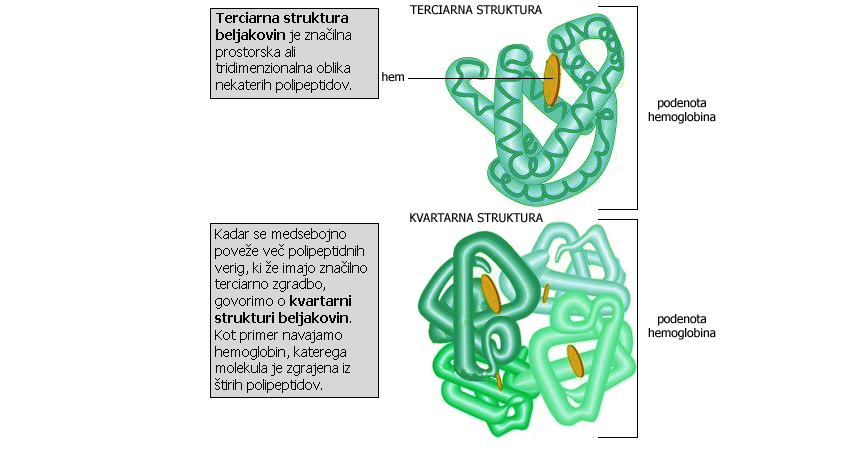 Terciarna struktura
beljakovin je značilna
prostorska ali
tridimenzionalna oblika
nekaterih polipeptidov.
TERCIARNA STRUKTURA
hem
podenota
hemoglobina
Kadar se medsebojno
poveže več polipeptidnih
verig, ki že imajo značilno
terciarno zgradbo,
govorimo o kvartarni
strukturi beljakovin.
Kot primer navajamo
hemoglobin, katerega
molekula je zgrajena iz
štirih polipeptidov.
KVARTARNA STRUKTURA
podenota
hemoglobina